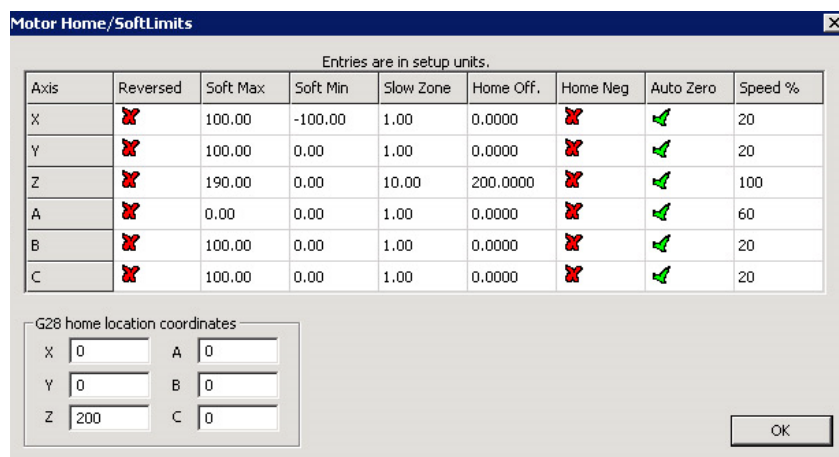 Motor Home/SoftLimits
Entries are in setup units.
Axis Reversed Soft Max Soft Min Slow Zone Home Off. Home Neg Auto Zero Speed %
X 100.00 -100.00 1.00 0.0000 20
Y 100.00 0.00 1.00 0.0000 20
Z 190.00 0.00 10.00 200.0000 100
A 0.00 0.00 1.00 0.0000 60
B 100.00 0.00 1.00 0.0000 20
C 100.00 0.00 1.00 0.0000 20
G28 home location coordinates
X 0 A 0
Y 0 B 0
Z 200 C 0
OK